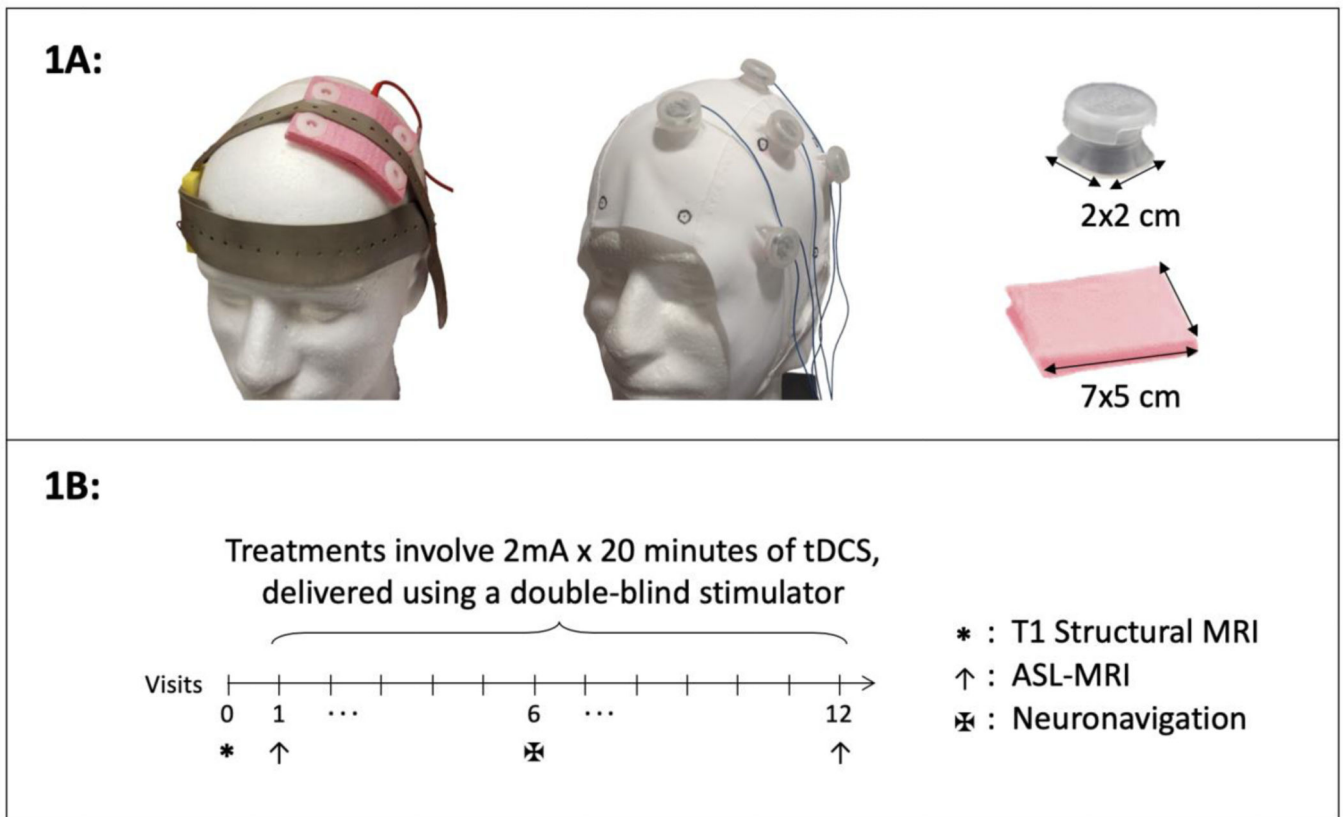 1A:
2x2 cm
7x5 cm
1B:
Treatments involve 2mA x 20 minutes of tDCS,
delivered using a double-blind stimulator
Visits
0 1 ... 6 ... 12
* : T1 Structural MRI
↑ : ASL-MRI
✠ : Neuronavigation